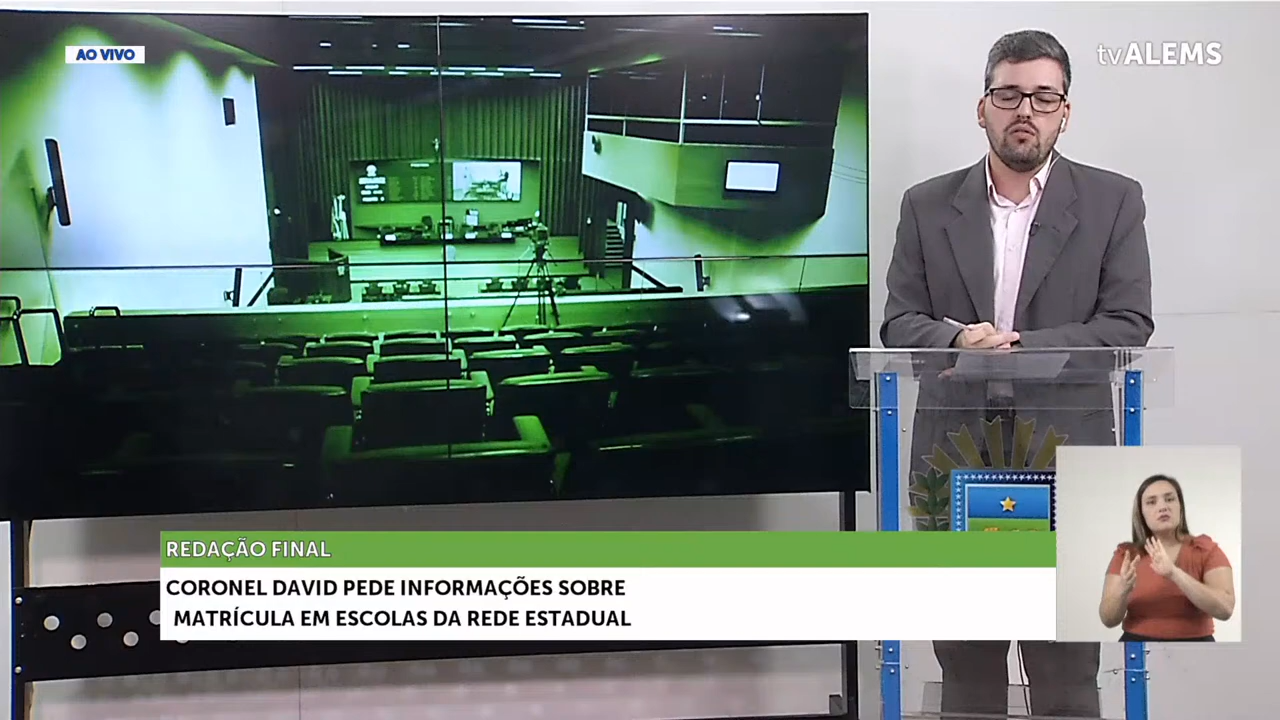 AO VIVO
tvALEMS
REDAÇÃO FINAL
CORONEL DAVID PEDE INFORMAÇÕES SOBRE
MATRÍCULA EM ESCOLAS DA REDE ESTADUAL